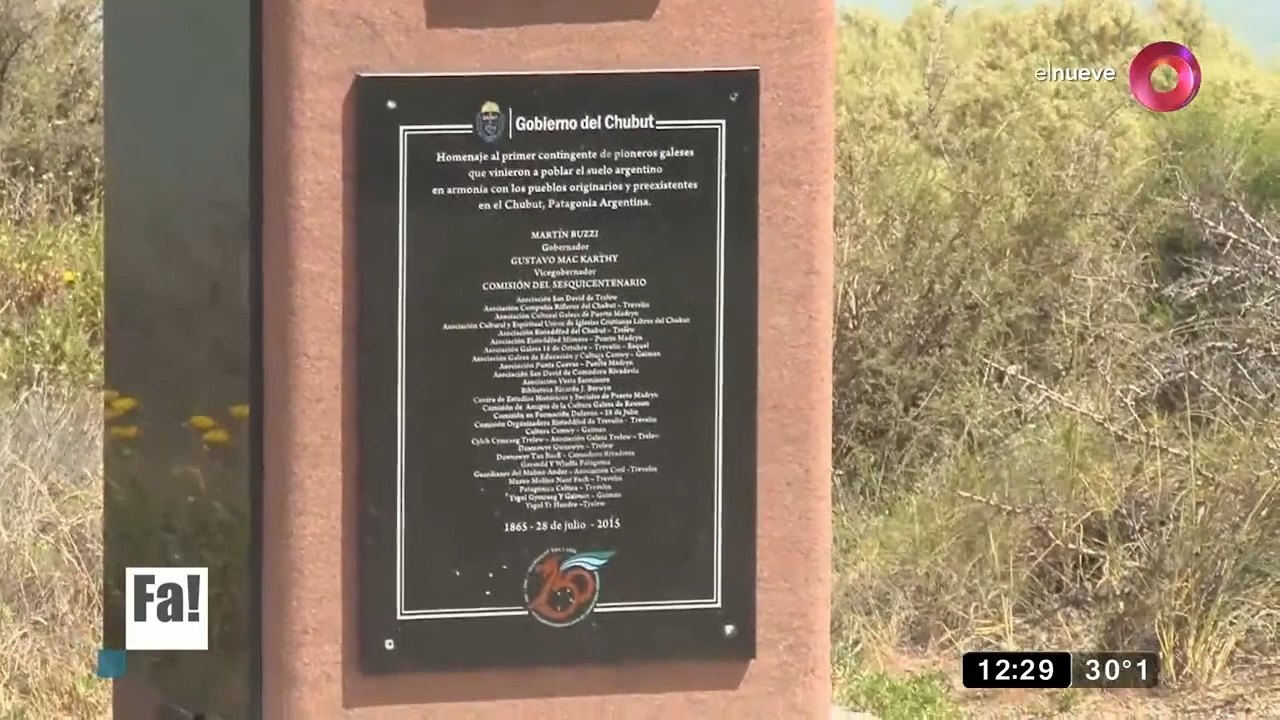 elnueve
Gobierno del Chubut
Homenaje al primer contingente de pioneros galeses
que vinieron a poblar el suelo argentino
en armonía con los pueblos originarios y preexistentes
en el Chubut, Patagonia Argentina.
MARTÍN BUZZI
Gobernador
GUSTAVO MAC KARTHY
Vicegobernador
COMISIÓN DEL SESQUICENTENARIO
Asociación San David de Trelew
Asociación Compañía Rifleros del Chubut - Trevelin
Asociación Cultural Galesa de Puerto Madryn
Asociación Cultural y Espiritual Unión de Iglesias Cristianas Libres del Chubut
Asociación Eisteddfod del Chubut - Trelew
Asociación Eisteddfod Mimosa - Puerto Madryn
Asociación Galesa 16 de Octubre - Trevelin - Esquel
Asociación Galesa de Educación y Cultura Camwy - Gaiman
Asociación Punta Cuevas - Puerto Madryn
Asociación San David de Comodoro Rivadavia
Asociación Vesta Sarmiento
Biblioteca Ricardo J. Berwyn
Centro de Estudios Históricos y Sociales de Puerto Madryn
Comisión de Amigos de la Cultura Galesa de Rawson
Comisión en Formación Dolavon - 28 de Julio
Comisión Organizadora Eisteddfod de Trevelin - Trevelin
Cultura Camwy - Gaiman
Cylch Cymraeg Trelew - Asociación Galesa Trelew - Trelew
Dawnswyr Gwanwyn - Trelew
Dawnswyr Tan Bach - Comodoro Rivadavia
Gorsedd Y Wladfa Patagonia
Guardianes del Molino Andes - Asociación Civil - Trevelin
Museo Molino Nant Fach - Trevelin
Patagonica Celtica - Trevelin
Ysgol Gymraeg Y Gaiman - Gaiman
Ysgol Yr Hendre - Trelew
1865 - 28 de julio - 2015
Fa!
12:29 30°1